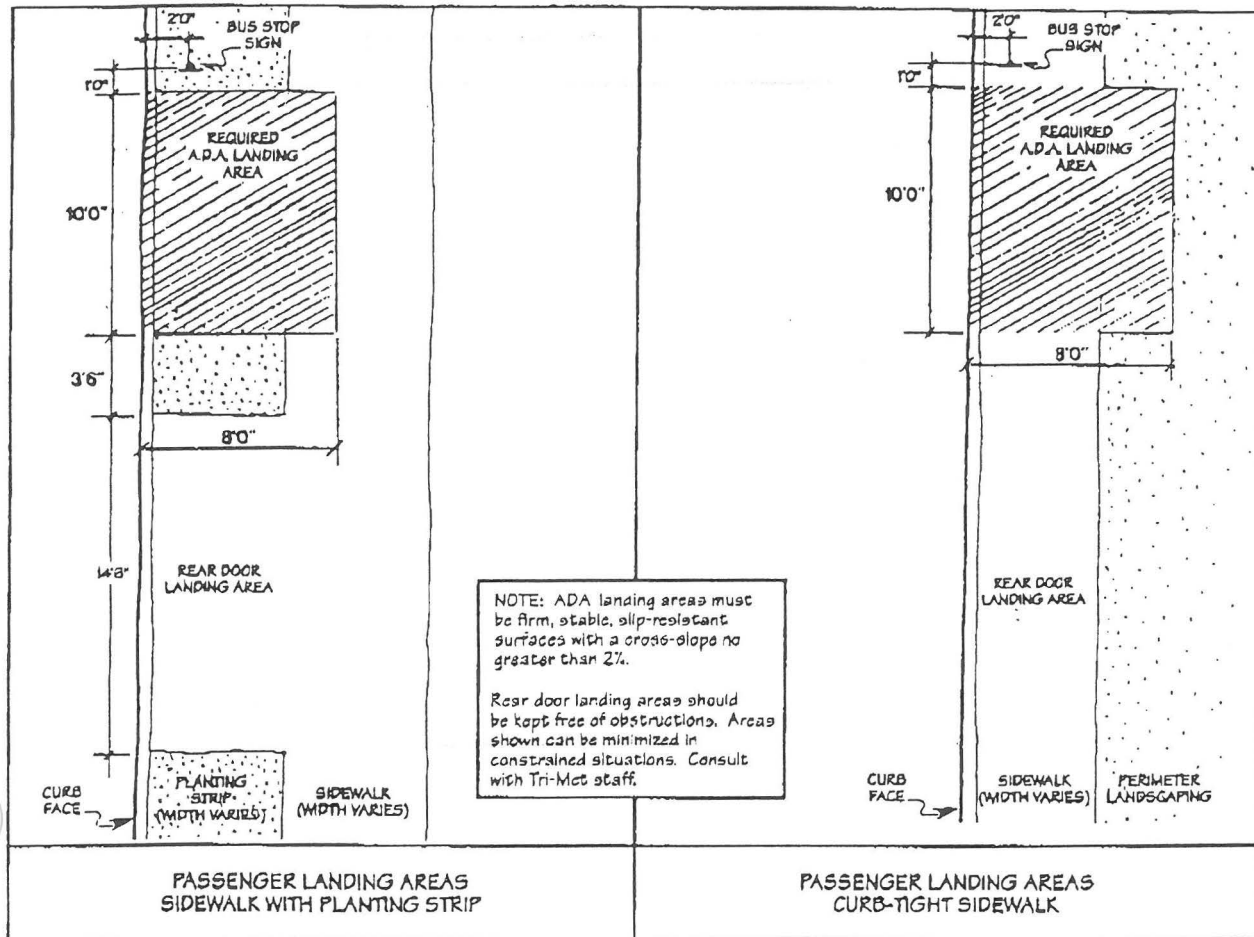 2'0"
BUS STOP
SIGN
1'0"
REQUIRED
A.D.A. LANDING
AREA
10'0"
3'6"
8'0"
14'6"
REAR DOOR
LANDING AREA
CURB
FACE
PLANTING
STRIP
(WIDTH VARIES)
SIDEWALK
(WIDTH VARIES)
PASSENGER LANDING AREAS
SIDEWALK WITH PLANTING STRIP
NOTE: ADA landing areas must
be firm, stable, slip-resistant
surfaces with a cross-slope no
greater than 2%.
Rear door landing areas should
be kept free of obstructions. Areas
shown can be minimized in
constrained situations. Consult
with Tri-Met staff.
2'0"
BUS STOP
SIGN
1'0"
REQUIRED
A.D.A. LANDING
AREA
10'0"
8'0"
REAR DOOR
LANDING AREA
CURB
FACE
SIDEWALK
(WIDTH VARIES)
PERIMETER
LANDSCAPING
PASSENGER LANDING AREAS
CURB-TIGHT SIDEWALK